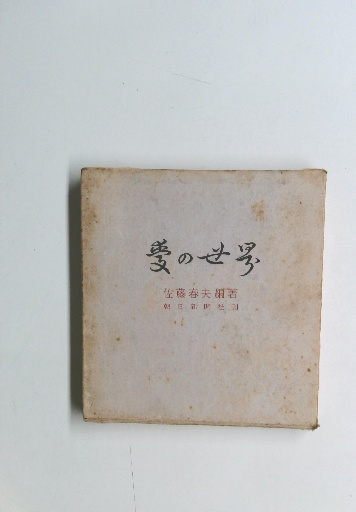 愛の世界
佐藤春夫編著
朝日新聞社刊